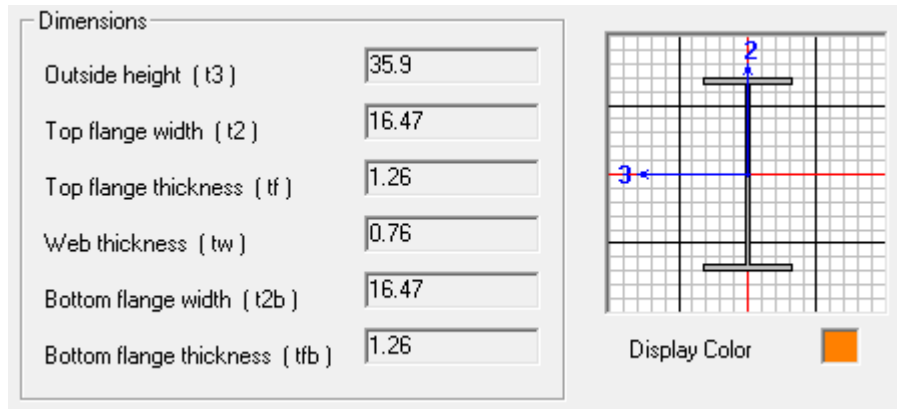 Dimensions
Outside height ( t3 ) 35.9
Top flange width ( t2 ) 16.47
Top flange thickness ( tf ) 1.26
Web thickness ( tw ) 0.76
Bottom flange width ( t2b ) 16.47
Bottom flange thickness ( tfb ) 1.26
2
3
Display Color